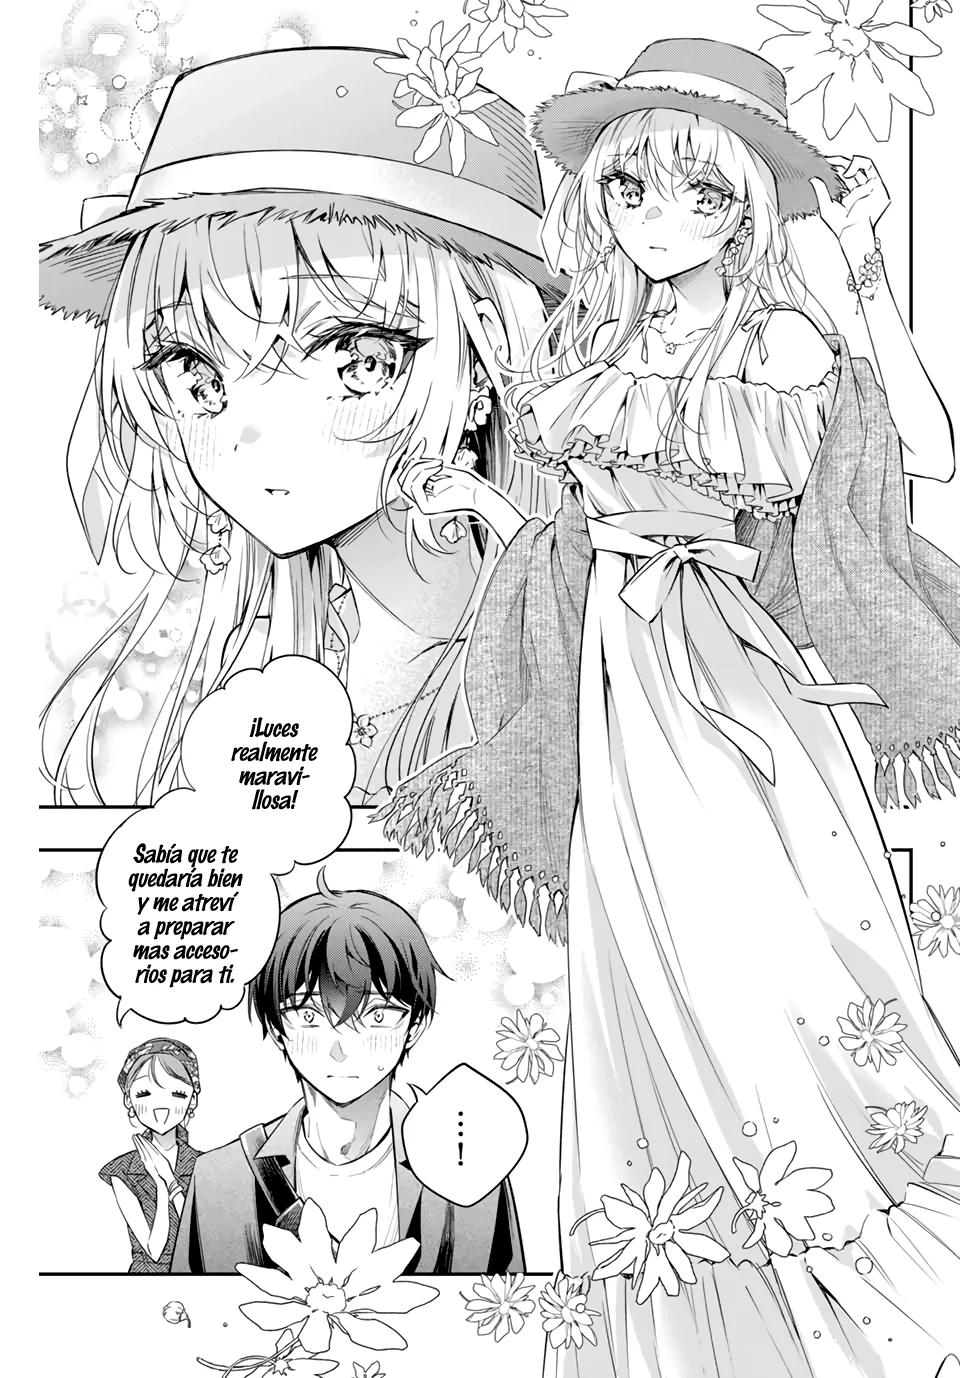 ¡Luces
realmente
maravi-
llosa!
Sabía que te
quedaría bien
y me atreví
a preparar
mas acceso-
rios para ti.
...!